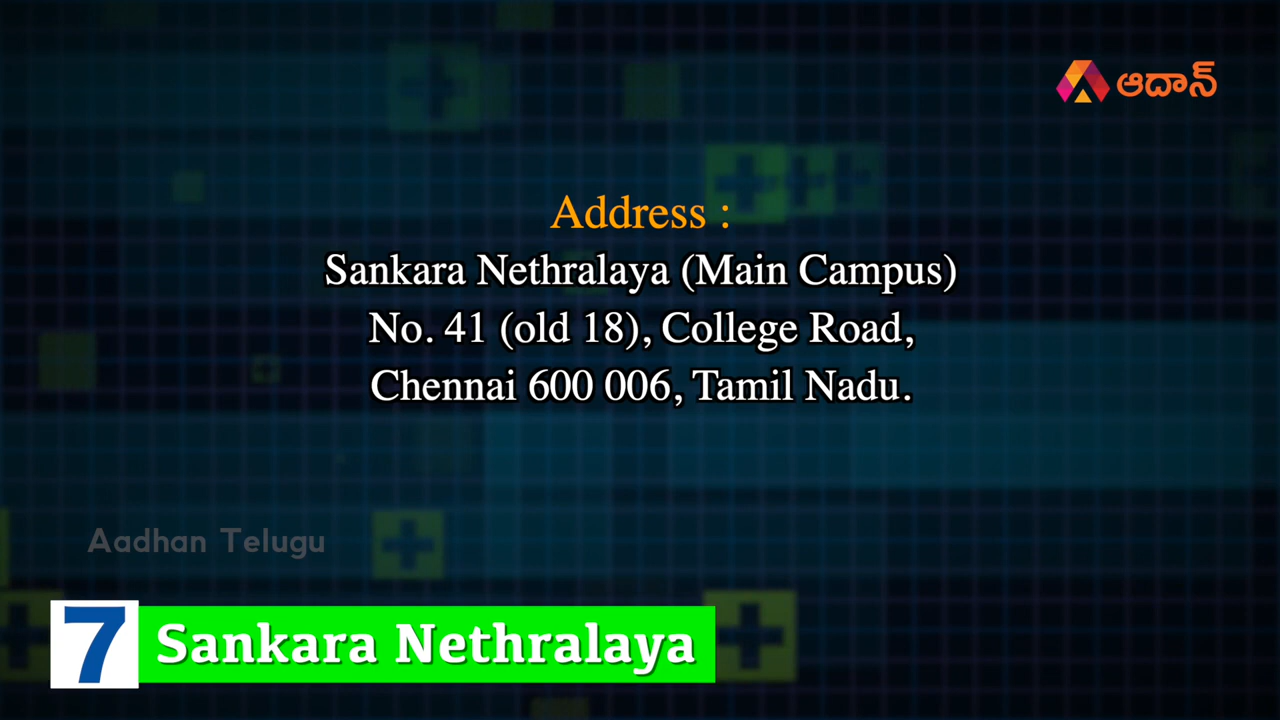 ఆదాన్
Address :
Sankara Nethralaya (Main Campus)
No. 41 (old 18), College Road,
Chennai 600 006, Tamil Nadu.
Aadhan Telugu
7 Sankara Nethralaya